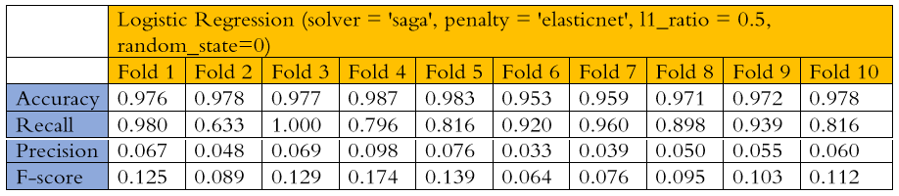 Logistic Regression (solver = 'saga', penalty = 'elasticnet', l1_ratio = 0.5,
random_state=0)
Fold 1 Fold 2 Fold 3 Fold 4 Fold 5 Fold 6 Fold 7 Fold 8 Fold 9 Fold 10
Accuracy 0.976 0.978 0.977 0.987 0.983 0.953 0.959 0.971 0.972 0.978
Recall 0.980 0.633 1.000 0.796 0.816 0.920 0.960 0.898 0.939 0.816
Precision 0.067 0.048 0.069 0.098 0.076 0.033 0.039 0.050 0.055 0.060
F-score 0.125 0.089 0.129 0.174 0.139 0.064 0.076 0.095 0.103 0.112